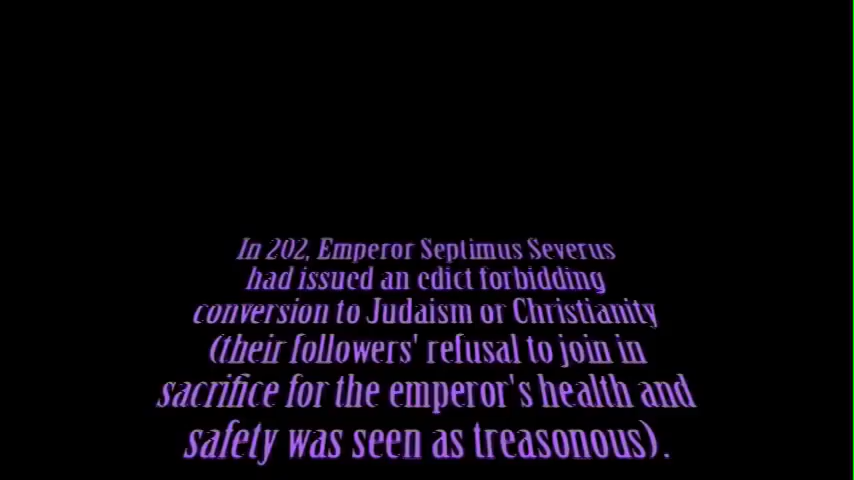 In 202, Emperor Septimus Severus
had issued an edict forbidding
conversion to Judaism or Christianity
(their followers' refusal to join in
sacrifice for the emperor's health and
safety was seen as treasonous).